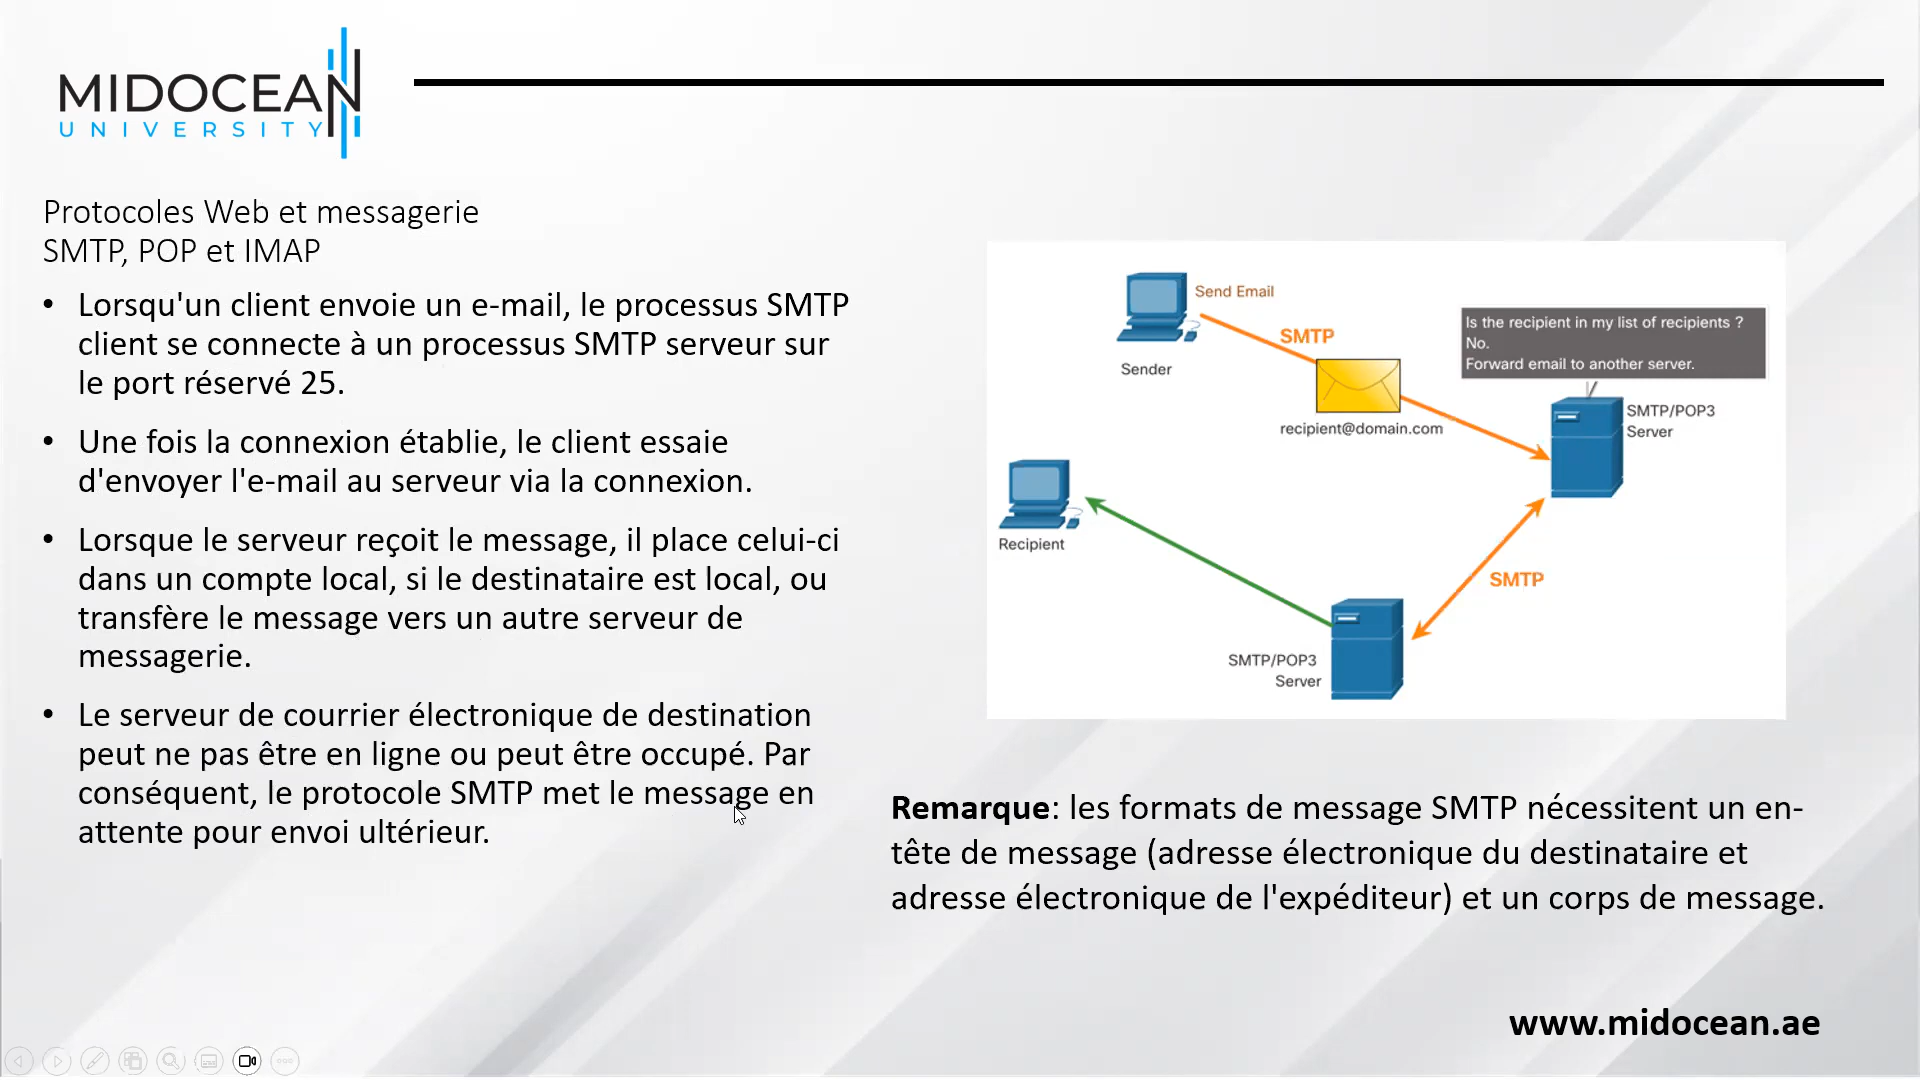 MIDOCEAN
UNIVERSITY
Protocoles Web et messagerie
SMTP, POP et IMAP
• Lorsqu'un client envoie un e-mail, le processus SMTP
client se connecte à un processus SMTP serveur sur
le port réservé 25.
• Une fois la connexion établie, le client essaie
d'envoyer l'e-mail au serveur via la connexion.
• Lorsque le serveur reçoit le message, il place celui-ci
dans un compte local, si le destinataire est local, ou
transfère le message vers un autre serveur de
messagerie.
• Le serveur de courrier électronique de destination
peut ne pas être en ligne ou peut être occupé. Par
conséquent, le protocole SMTP met le message en
attente pour envoi ultérieur.
Send Email
SMTP
Sender
recipient@domain.com
Is the recipient in my list of recipients ?
No.
Forward email to another server.
SMTP/POP3
Server
Recipient
SMTP
SMTP/POP3
Server
Remarque: les formats de message SMTP nécessitent un en-
tête de message (adresse électronique du destinataire et
adresse électronique de l'expéditeur) et un corps de message.
www.midocean.ae